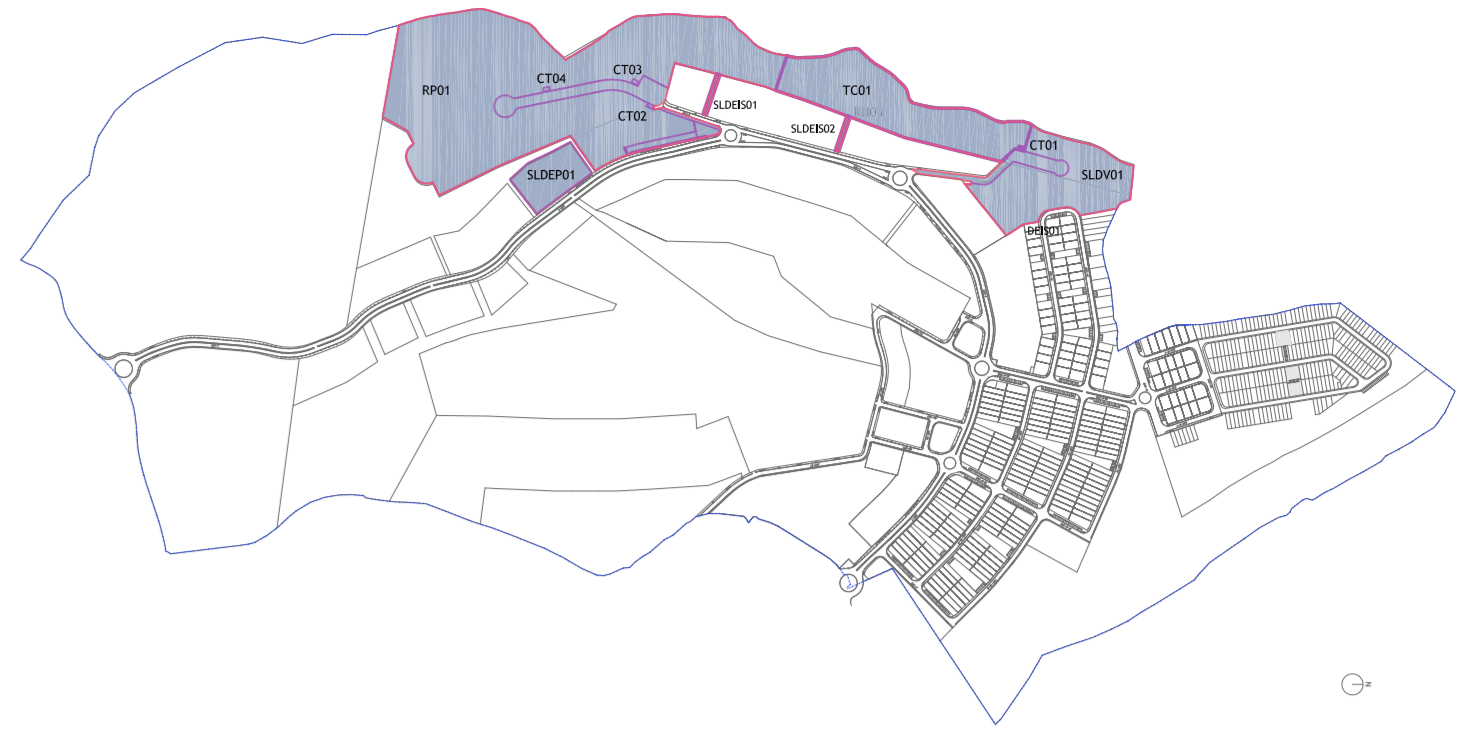 CT03
CT04
RP01
TC01
SLDEIS01
CT02
SLDEIS02
CT01
SLDEP01
SLDV01
DEIS01
N